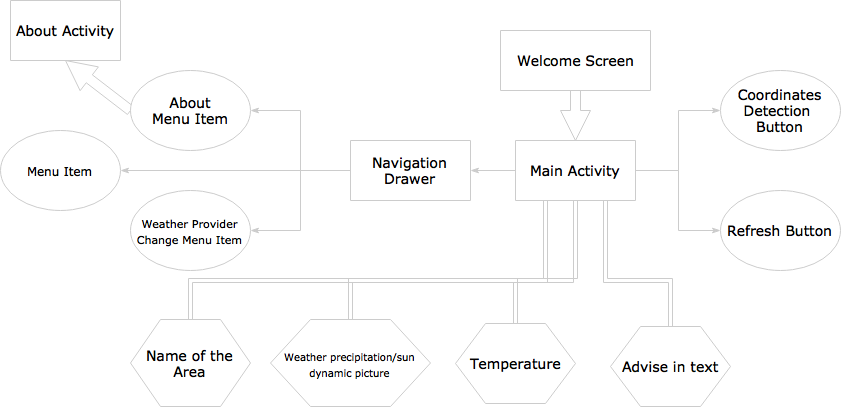 About Activity
Welcome Screen
About
Menu Item
Coordinates
Detection
Button
Menu Item
Navigation
Drawer
Main Activity
Weather Provider
Change Menu Item
Refresh Button
Name of the
Area
Weather precipitation/sun
dynamic picture
Temperature
Advise in text